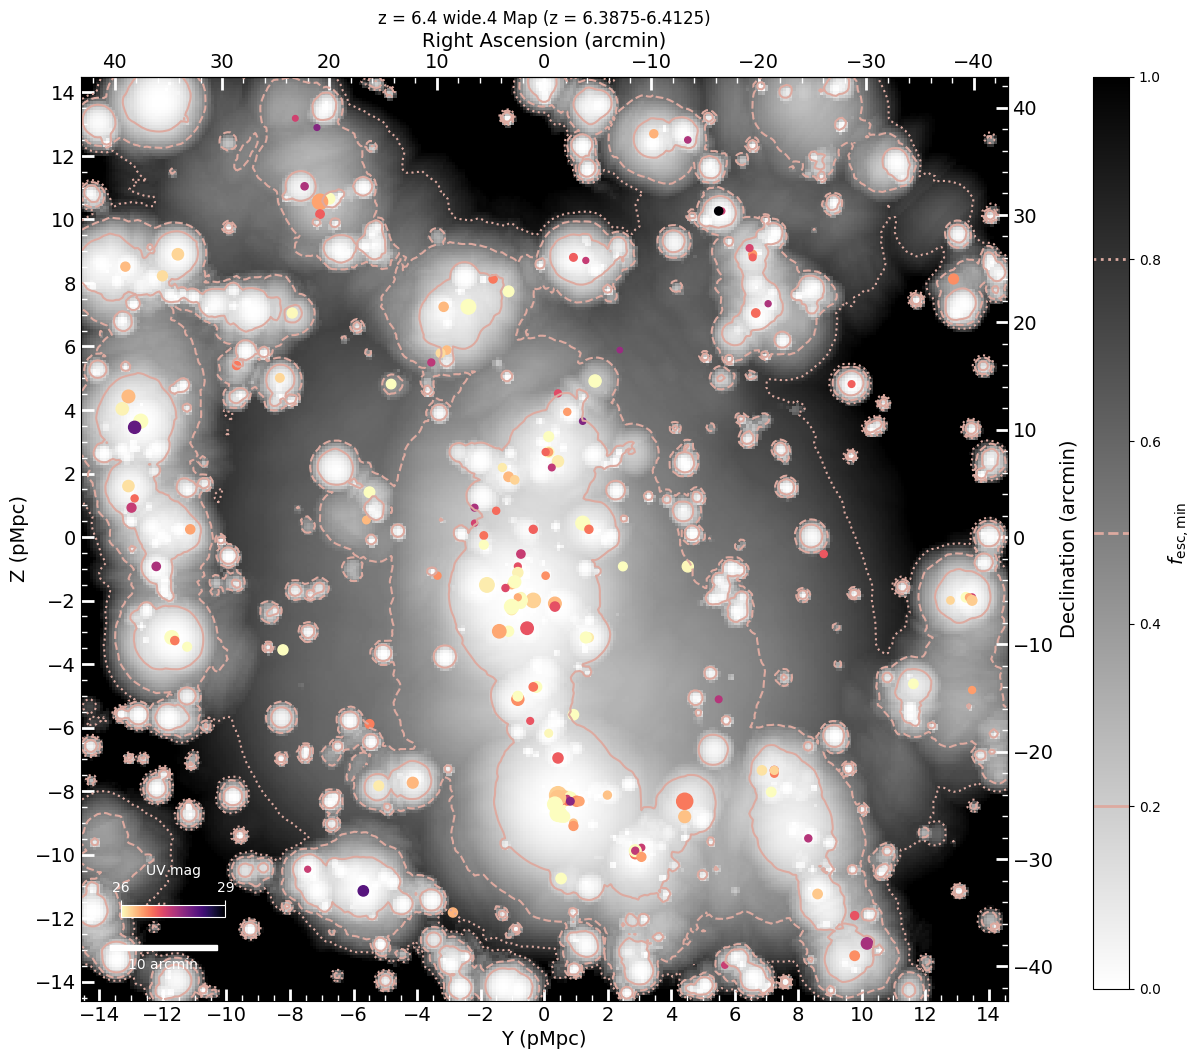 z = 6.4 wide.4 Map (z = 6.3875-6.4125)
Right Ascension (arcmin)
40 30 20 10 0 −10 −20 −30 −40
14 12 10 8 6 4 2 0 −2 −4 −6 −8 −10 −12 −14
Z (pMpc)
UV mag
26 29
10 arcmin
−14 −12 −10 −8 −6 −4 −2 0 2 4 6 8 10 12 14
Y (pMpc)
40 30 20 10 0 −10 −20 −30 −40
Declination (arcmin)
1.0 0.8 0.6 0.4 0.2 0.0
fesc,min